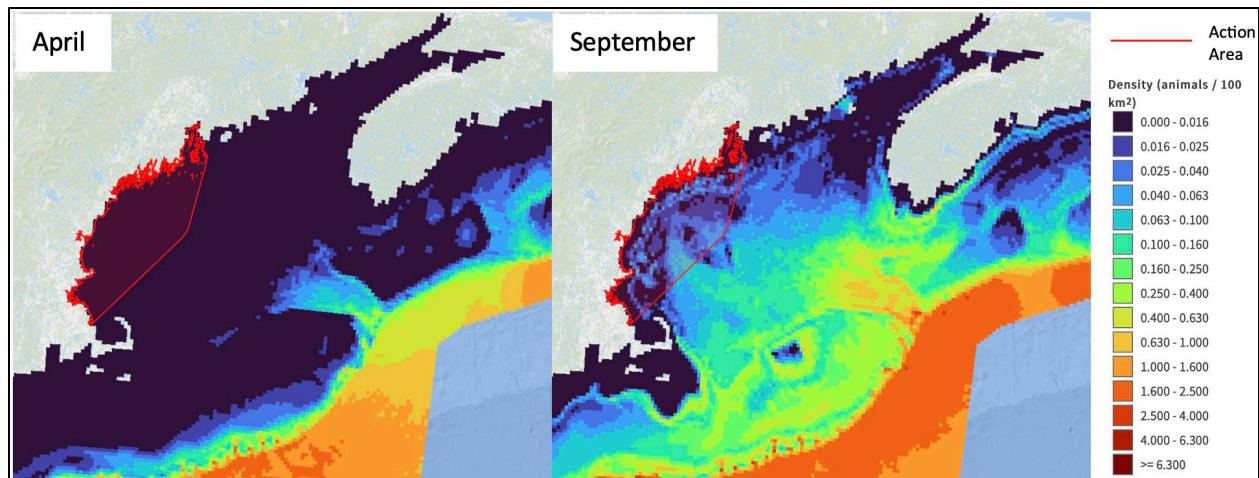 April
September
Action
Area
Density (animals / 100
km2)
0.000 - 0.016
0.016 - 0.025
0.025 - 0.040
0.040 - 0.063
0.063 - 0.100
0.100 - 0.160
0.160 - 0.250
0.250 - 0.400
0.400 - 0.630
0.630 - 1.000
1.000 - 1.600
1.600 - 2.500
2.500 - 4.000
4.000 - 6.300
>= 6.300